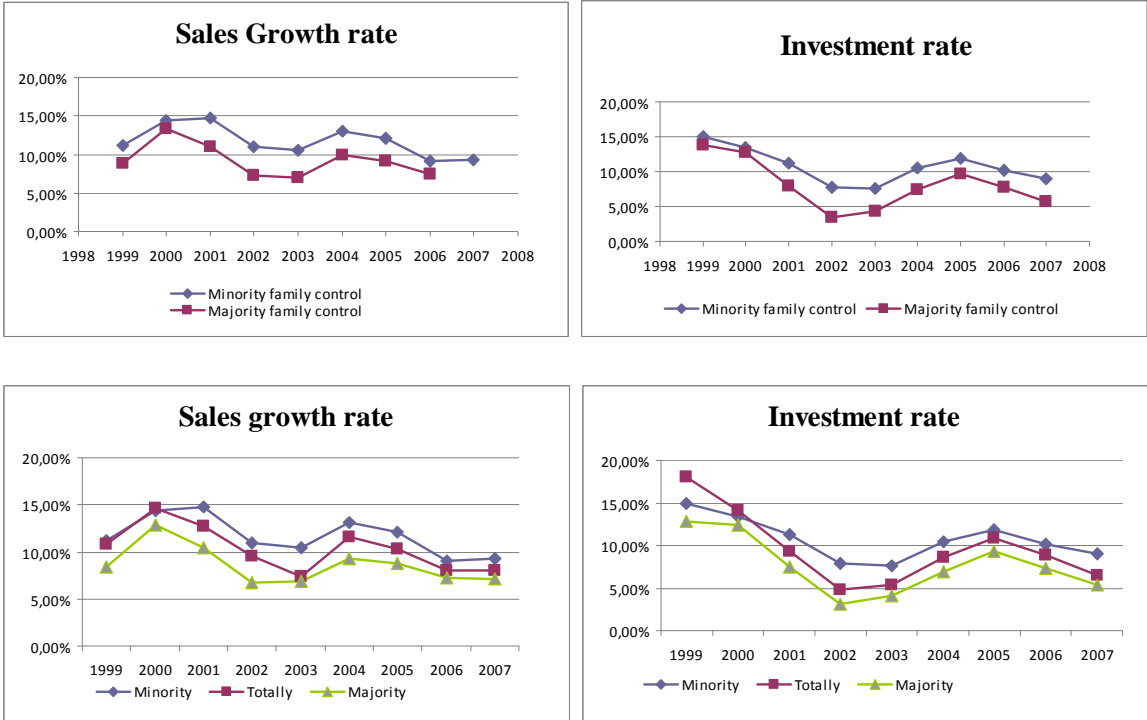 Sales Growth rate
20,00%
15,00%
10,00%
5,00%
0,00%
1998 1999 2000 2001 2002 2003 2004 2005 2006 2007 2008
Minority family control
Majority family control
Investment rate
20,00%
15,00%
10,00%
5,00%
0,00%
1998 1999 2000 2001 2002 2003 2004 2005 2006 2007 2008
Minority family control Majority family control
Sales growth rate
20,00%
15,00%
10,00%
5,00%
0,00%
1999 2000 2001 2002 2003 2004 2005 2006 2007
Minority Totally Majority
Investment rate
20,00%
15,00%
10,00%
5,00%
0,00%
1999 2000 2001 2002 2003 2004 2005 2006 2007
Minority Totally Majority